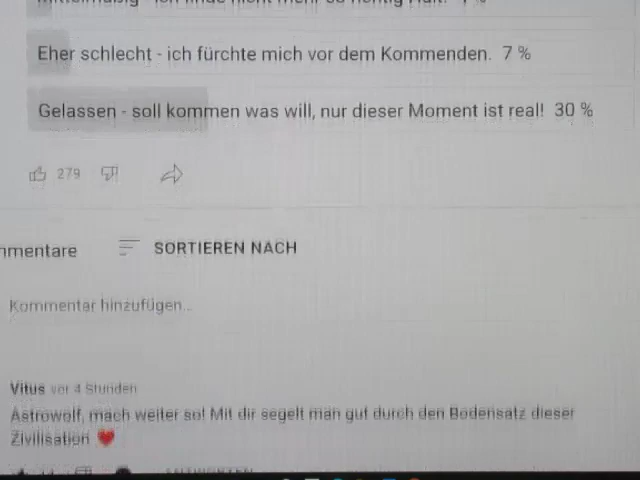 Eher schlecht - ich fürchte mich vor dem Kommenden. 7 %
Gelassen - soll kommen was will, nur dieser Moment ist real! 30 %
279
mmentare SORTIEREN NACH
Kommentar hinzufügen...
Vitus vor 4 Stunden
Astrowolf, mach weiter so! Mit dir segelt man gut durch den Bodensatz dieser
Zivilisation ❤️